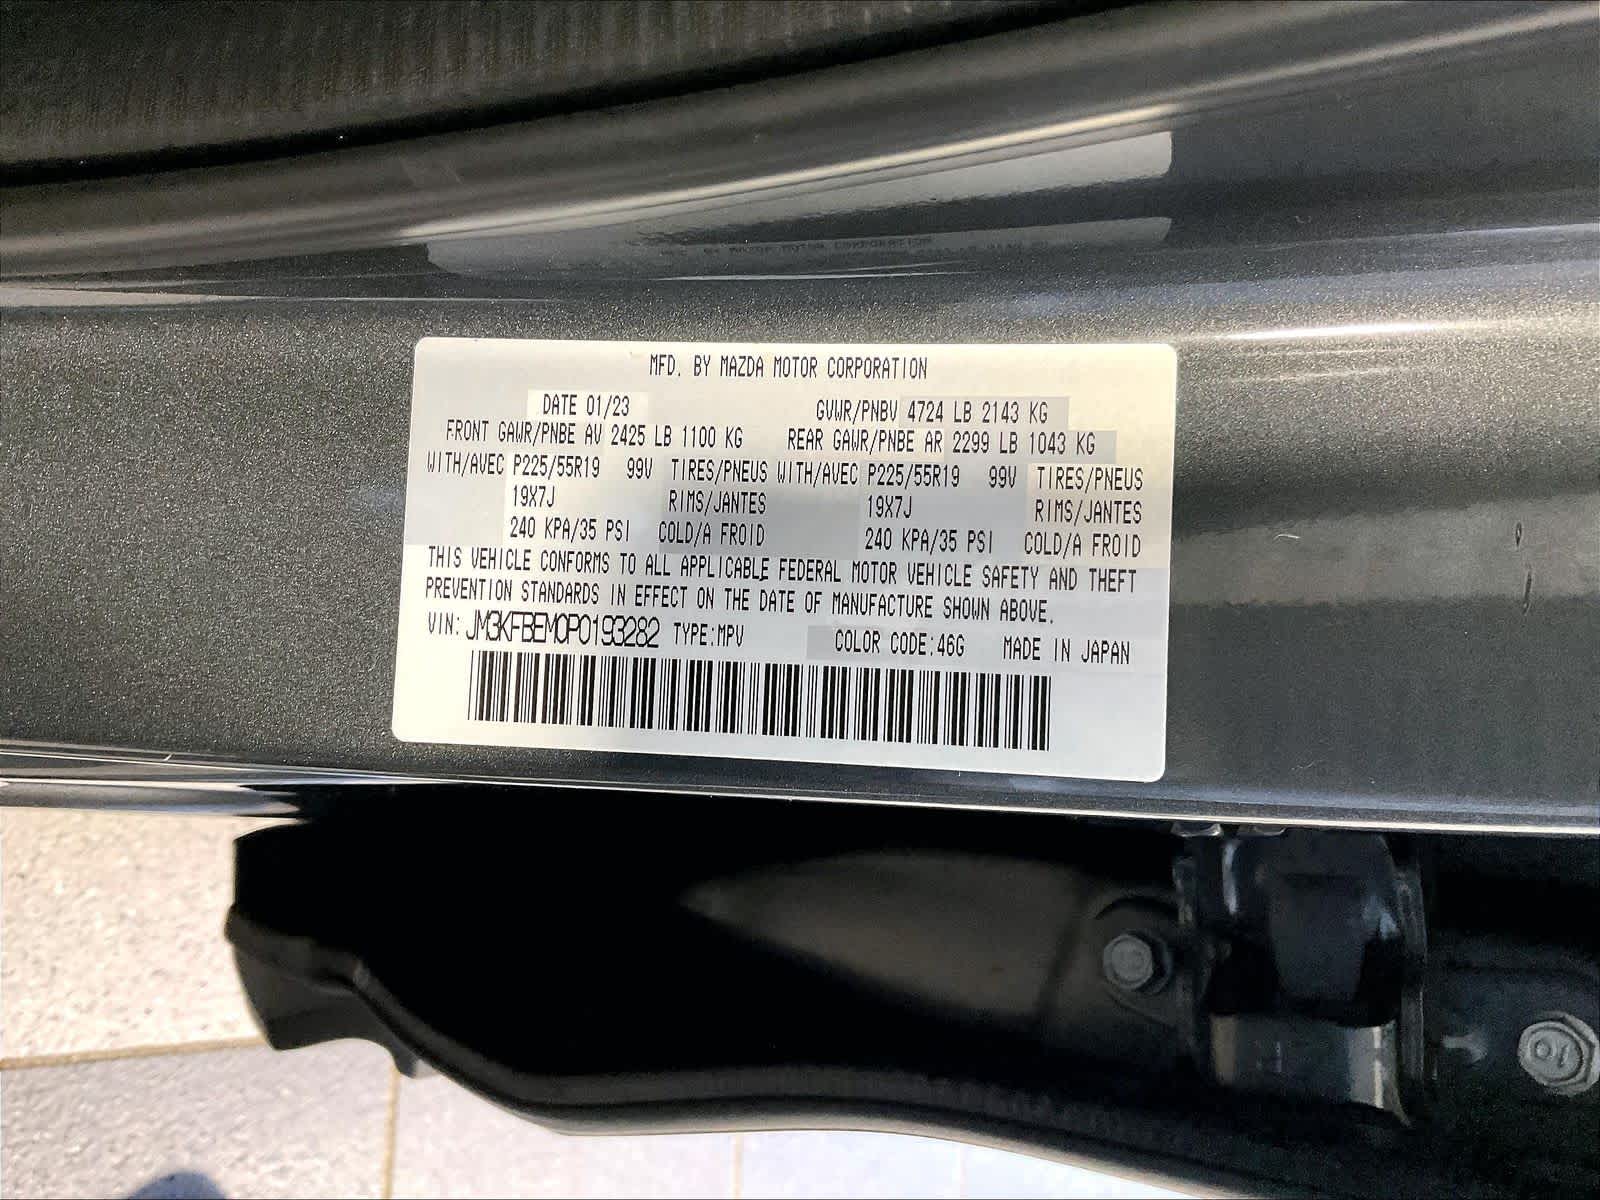 MFD. BY MAZDA MOTOR CORPORATION
DATE 01/23 GVWR/PNBV 4724 LB 2143 KG
FRONT GAWR/PNBE AV 2425 LB 1100 KG REAR GAWR/PNBE AR 2299 LB 1043 KG
WITH/AVEC P225/55R19 99V TIRES/PNEUS WITH/AVEC P225/55R19 99V TIRES/PNEUS
19X7J RIMS/JANTES 19X7J RIMS/JANTES
240 KPA/35 PSI COLD/A FROID 240 KPA/35 PSI COLD/A FROID
THIS VEHICLE CONFORMS TO ALL APPLICABLE FEDERAL MOTOR VEHICLE SAFETY AND THEFT
PREVENTION STANDARDS IN EFFECT ON THE DATE OF MANUFACTURE SHOWN ABOVE.
VIN: JM3KFBEM0P0193282 TYPE:MPV COLOR CODE:46G MADE IN JAPAN